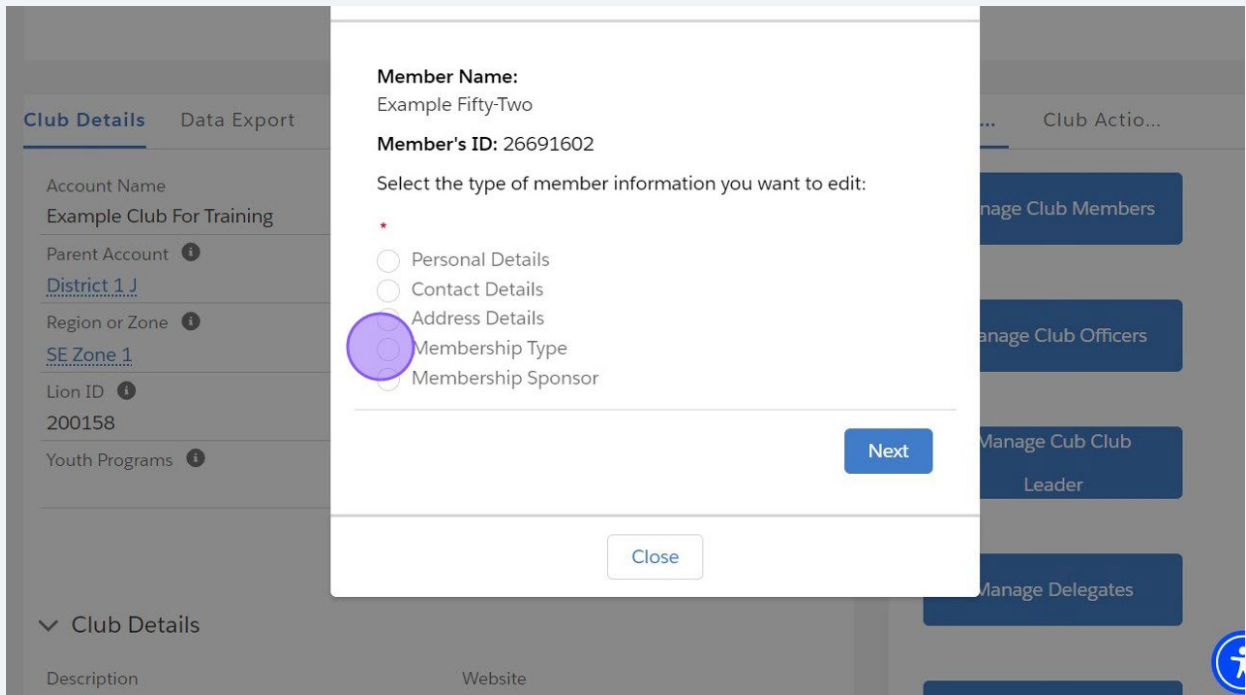 Member Name:
Example Fifty-Two
Member's ID: 26691602
Select the type of member information you want to edit:
*
Personal Details
Contact Details
Address Details
Membership Type
Membership Sponsor
Next
Close
Club Details Data Export
Account Name
Example Club For Training
Parent Account
District 1 J
Region or Zone
SE Zone 1
Lion ID
200158
Youth Programs
Club Details
Description Website
... Club Actio...
nage Club Members
anage Club Officers
Manage Cub Club
Leader
Manage Delegates